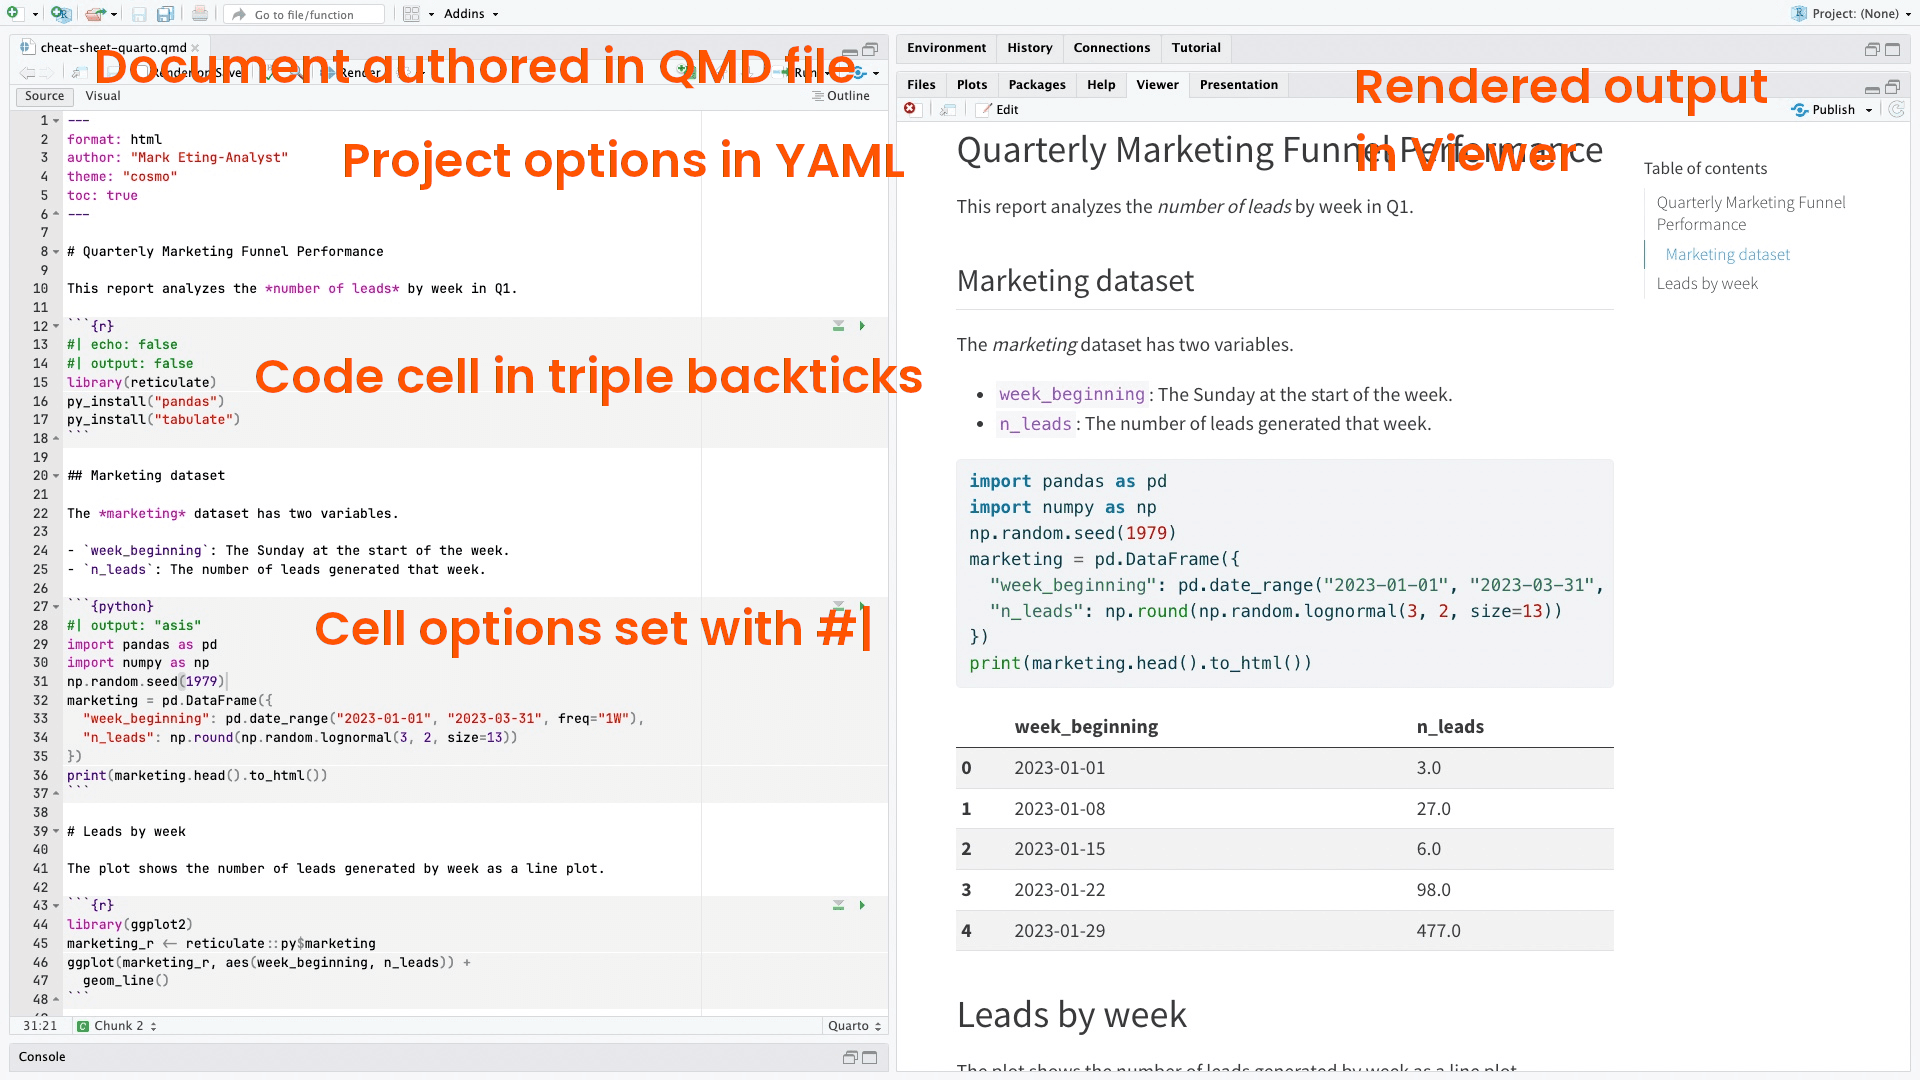 Go to file/function
Addins
Project: (None)
cheat-sheet-quarto.qmd
Document authored in QMD file
Render on Save
Render
Run
Source
Visual
Outline
1 ---
2 format: html
3 author: "Mark Eting-Analyst"
4 theme: "cosmo"
5 toc: true
6 ---
Project options in YAML
7
8 # Quarterly Marketing Funnel Performance
9
10 This report analyzes the *number of leads* by week in Q1.
11
12 ```{r}
13 #| echo: false
14 #| output: false
15 library(reticulate)
16 py_install("pandas")
17 py_install("tabulate")
18 ```
Code cell in triple backticks
19
20 ## Marketing dataset
21
22 The *marketing* dataset has two variables.
23
24 - `week_beginning`: The Sunday at the start of the week.
25 - `n_leads`: The number of leads generated that week.
26
27 ```{python}
28 #| output: "asis"
Cell options set with #|
29 import pandas as pd
30 import numpy as np
31 np.random.seed(1979)
32 marketing = pd.DataFrame({
33 "week_beginning": pd.date_range("2023-01-01", "2023-03-31", freq="1W"),
34 "n_leads": np.round(np.random.lognormal(3, 2, size=13))
35 })
36 print(marketing.head().to_html())
37 ```
38
39 # Leads by week
40
41 The plot shows the number of leads generated by week as a line plot.
42
43 ```{r}
44 library(ggplot2)
45 marketing_r <- reticulate::py$marketing
46 ggplot(marketing_r, aes(week_beginning, n_leads)) +
47 geom_line()
48 ```
31:21
Chunk 2
Quarto
Console
Environment
History
Connections
Tutorial
Files
Plots
Packages
Help
Viewer
Presentation
Edit
Publish
Rendered output
in Viewer
Quarterly Marketing Funnel Performance
This report analyzes the number of leads by week in Q1.
Marketing dataset
The marketing dataset has two variables.
• week_beginning: The Sunday at the start of the week.
• n_leads: The number of leads generated that week.
import pandas as pd
import numpy as np
np.random.seed(1979)
marketing = pd.DataFrame({
"week_beginning": pd.date_range("2023-01-01", "2023-03-31",
"n_leads": np.round(np.random.lognormal(3, 2, size=13))
})
print(marketing.head().to_html())
week_beginning n_leads
0 2023-01-01 3.0
1 2023-01-08 27.0
2 2023-01-15 6.0
3 2023-01-22 98.0
4 2023-01-29 477.0
Leads by week
The plot shows the number of leads generated by week as a line plot
Table of contents
Quarterly Marketing Funnel
Performance
Marketing dataset
Leads by week